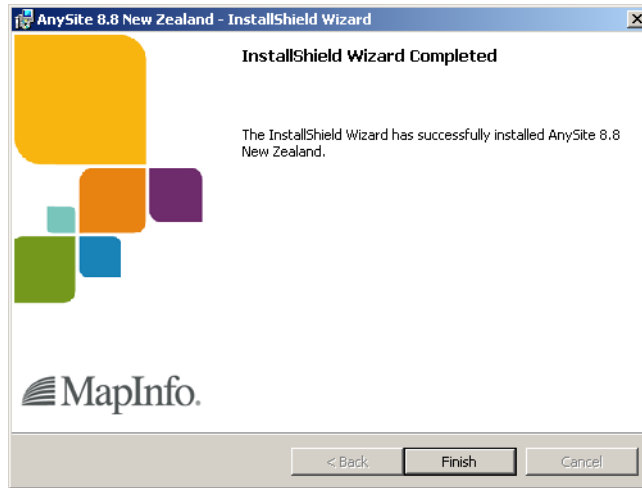 AnySite 8.8 New Zealand - InstallShield Wizard
InstallShield Wizard Completed
The InstallShield Wizard has successfully installed AnySite 8.8
New Zealand.
MapInfo.
< Back
Finish
Cancel